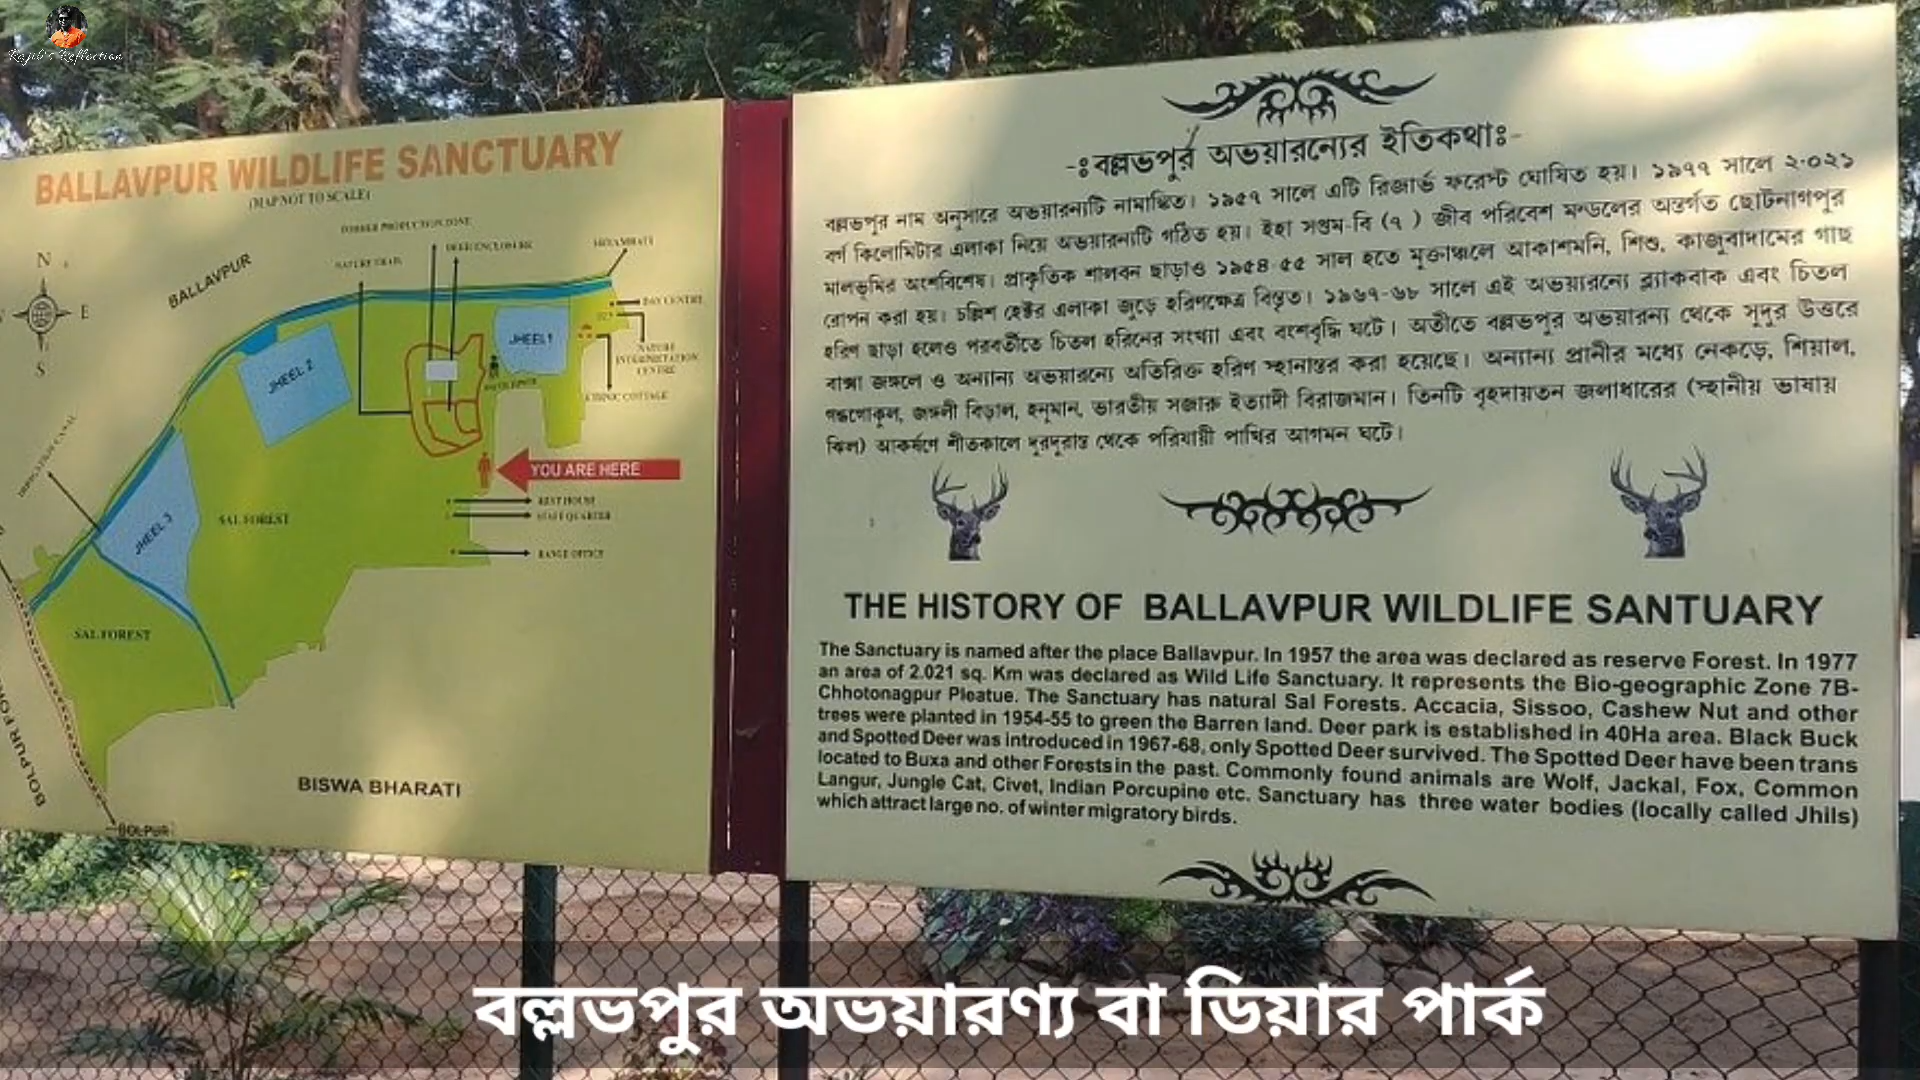 Rajib's Reflection
BALLAVPUR WILDLIFE SANCTUARY
(MAP NOT TO SCALE)
FODDER PRODUCTION ZONE
DEER ENCLOSURE
NATURE TRAIL
BALLAVPUR
N
E
S
JHEEL 1
JHEEL 2
JHEEL 3
DAY CENTRE
NATURE
INTERPRETATION
CENTRE
PICNIC COTTAGE
IRRIGATION CANAL
YOU ARE HERE
REST HOUSE
STAFF QUARTER
RANGE OFFICE
SAL FOREST
SAL FOREST
BISWA BHARATI
BOLPUR
-ঃবল্লভপুর অভয়ারন্যের ইতিকথাঃ-
বল্লভপুর নাম অনুসারে অভয়ারন্যটি নামাঙ্কিত। ১৯৫৭ সালে এটি রিজার্ভ ফরেস্ট ঘোষিত হয়। ১৯৭৭ সালে ২·০২১
বর্গ কিলোমিটার এলাকা নিয়ে অভয়ারন্যটি গঠিত হয়। ইহা সপ্তম-বি (৭ ) জীব পরিবেশ মন্ডলের অন্তর্গত ছোটনাগপুর
মালভূমির অংশবিশেষ। প্রাকৃতিক শালবন ছাড়াও ১৯৫৪-৫৫ সাল হতে মুক্তাঞ্চলে আকাশমনি, শিশু, কাজুবাদামের গাছ
রোপন করা হয়। চল্লিশ হেক্টর এলাকা জুড়ে হরিণক্ষেত্র বিস্তৃত। ১৯৬৭-৬৮ সালে এই অভয়ারন্যে ব্ল্যাকবাক এবং চিতল
হরিণ ছাড়া হলেও পরবর্তীতে চিতল হরিনের সংখ্যা এবং বংশবৃদ্ধি ঘটে। অতীতে বল্লভপুর অভয়ারন্য থেকে সুদুর উত্তরে
বাক্সা জঙ্গলে ও অন্যান্য অভয়ারন্যে অতিরিক্ত হরিণ স্থানান্তর করা হয়েছে। অন্যান্য প্রানীর মধ্যে নেকড়ে, শিয়াল,
গন্ধগোকুল, জঙ্গলী বিড়াল, হনুমান, ভারতীয় সজারু ইত্যাদী বিরাজমান। তিনটি বৃহদায়তন জলাধারের (স্থানীয় ভাষায়
ঝিল) আকর্ষণে শীতকালে দূরদুরান্ত থেকে পরিযায়ী পাখির আগমন ঘটে।
THE HISTORY OF BALLAVPUR WILDLIFE SANTUARY
The Sanctuary is named after the place Ballavpur. In 1957 the area was declared as reserve Forest. In 1977
an area of 2.021 sq. Km was declared as Wild Life Sanctuary. It represents the Bio-geographic Zone 7B-
Chhotonagpur Pleatue. The Sanctuary has natural Sal Forests. Accacia, Sissoo, Cashew Nut and other
trees were planted in 1954-55 to green the Barren land. Deer park is established in 40Ha area. Black Buck
and Spotted Deer was introduced in 1967-68, only Spotted Deer survived. The Spotted Deer have been trans
located to Buxa and other Forests in the past. Commonly found animals are Wolf, Jackal, Fox, Common
Langur, Jungle Cat, Civet, Indian Porcupine etc. Sanctuary has three water bodies (locally called Jhils)
which attract large no. of winter migratory birds.
বল্লভপুর অভয়ারণ্য বা ডিয়ার পার্ক